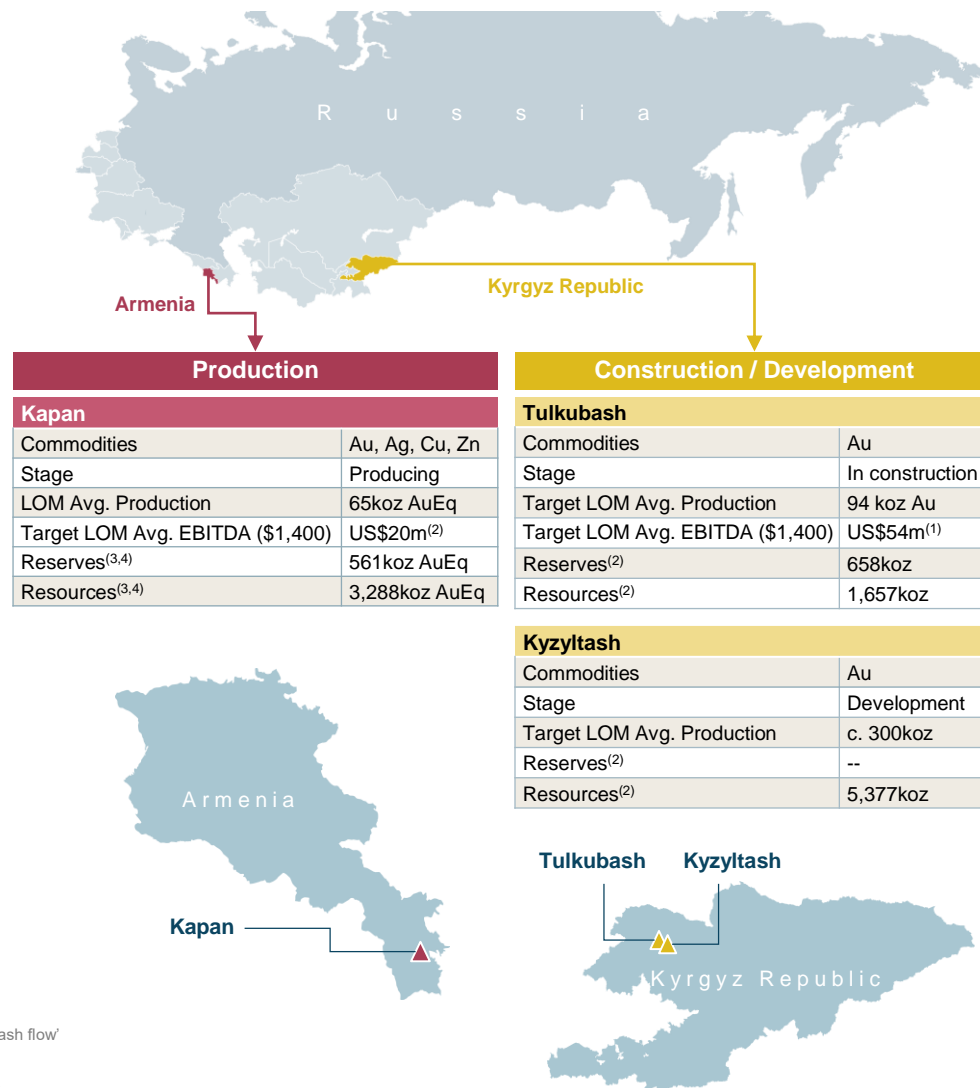 Russia
Armenia
Kyrgyz Republic
Production
Kapan
Commodities Au, Ag, Cu, Zn
Stage Producing
LOM Avg. Production 65koz AuEq
Target LOM Avg. EBITDA ($1,400) US$20m(2)
Reserves(3,4) 561koz AuEq
Resources(3,4) 3,288koz AuEq
Construction / Development
Tulkubash
Commodities Au
Stage In construction
Target LOM Avg. Production 94 koz Au
Target LOM Avg. EBITDA ($1,400) US$54m(1)
Reserves(2) 658koz
Resources(2) 1,657koz
Kyzyltash
Commodities Au
Stage Development
Target LOM Avg. Production c. 300koz
Reserves(2) --
Resources(2) 5,377koz
Armenia
Kapan
Tulkubash Kyzyltash
Kyrgyz Republic
ash flow'